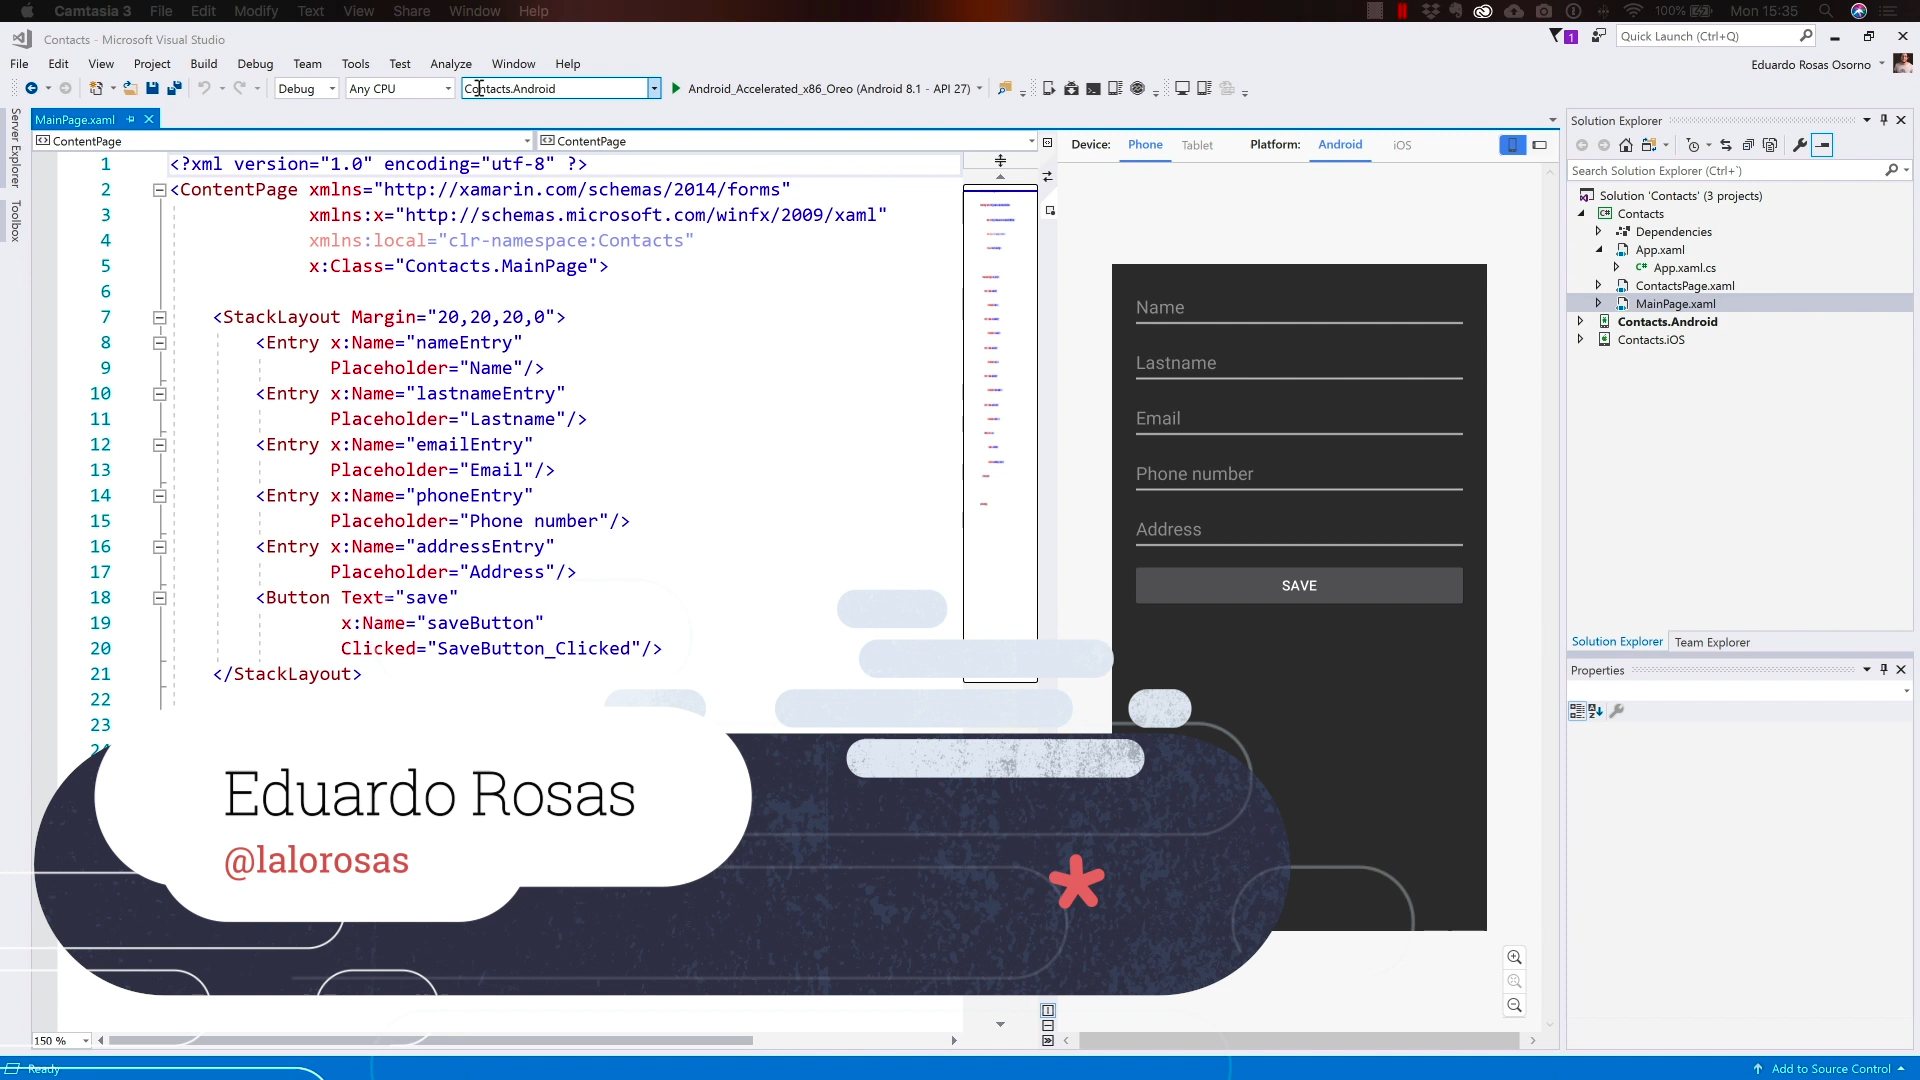 Camtasia 3 File Edit Modify Text View Share Window Help 100% Mon 15:35
Contacts - Microsoft Visual Studio 1 Quick Launch (Ctrl+Q)
File Edit View Project Build Debug Team Tools Test Analyze Window Help Eduardo Rosas Osorno
Debug Any CPU Contacts.Android Android_Accelerated_x86_Oreo (Android 8.1 - API 27)
Server Explorer
Toolbox
MainPage.xaml
ContentPage ContentPage
1 <?xml version="1.0" encoding="utf-8" ?>
2 <ContentPage xmlns="http://xamarin.com/schemas/2014/forms"
3 xmlns:x="http://schemas.microsoft.com/winfx/2009/xaml"
4 xmlns:local="clr-namespace:Contacts"
5 x:Class="Contacts.MainPage">
6
7 <StackLayout Margin="20,20,20,0">
8 <Entry x:Name="nameEntry"
9 Placeholder="Name"/>
10 <Entry x:Name="lastnameEntry"
11 Placeholder="Lastname"/>
12 <Entry x:Name="emailEntry"
13 Placeholder="Email"/>
14 <Entry x:Name="phoneEntry"
15 Placeholder="Phone number"/>
16 <Entry x:Name="addressEntry"
17 Placeholder="Address"/>
18 <Button Text="save"
19 x:Name="saveButton"
20 Clicked="SaveButton_Clicked"/>
21 </StackLayout>
22
23
Device: Phone Tablet Platform: Android iOS
Name
Lastname
Email
Phone number
Address
SAVE
Solution Explorer
Search Solution Explorer (Ctrl+')
Solution 'Contacts' (3 projects)
Contacts
Dependencies
App.xaml
App.xaml.cs
ContactsPage.xaml
MainPage.xaml
Contacts.Android
Contacts.iOS
Solution Explorer Team Explorer
Properties
Eduardo Rosas
@lalorosas
150 %
Ready Add to Source Control